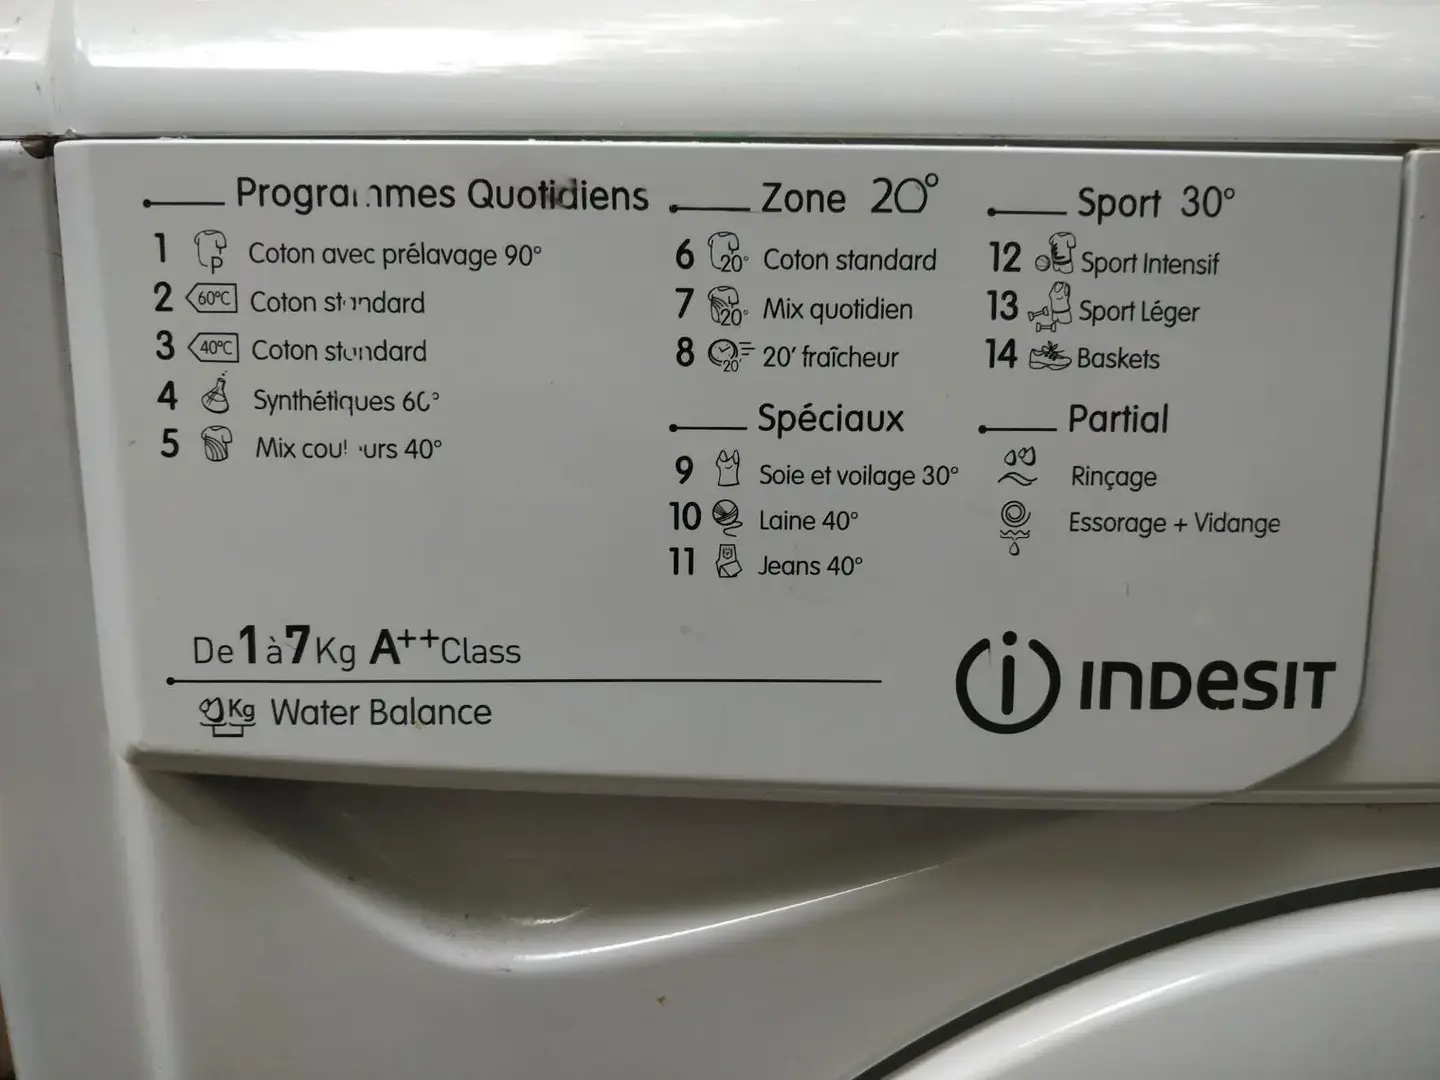 Programmes Quotidiens
1 P Coton avec prélavage 90°
2 60°C Coton standard
3 40°C Coton standard
4 Synthétiques 60°
5 Mix couleurs 40°
Zone 20°
6 20° Coton standard
7 20° Mix quotidien
8 20' 20' fraîcheur
Spéciaux
9 Soie et voilage 30°
10 Laine 40°
11 Jeans 40°
Sport 30°
12 Sport Intensif
13 Sport Léger
14 Baskets
Partial
Rinçage
Essorage + Vidange
De 1 à 7 Kg A++ Class
Kg Water Balance
INDESIT